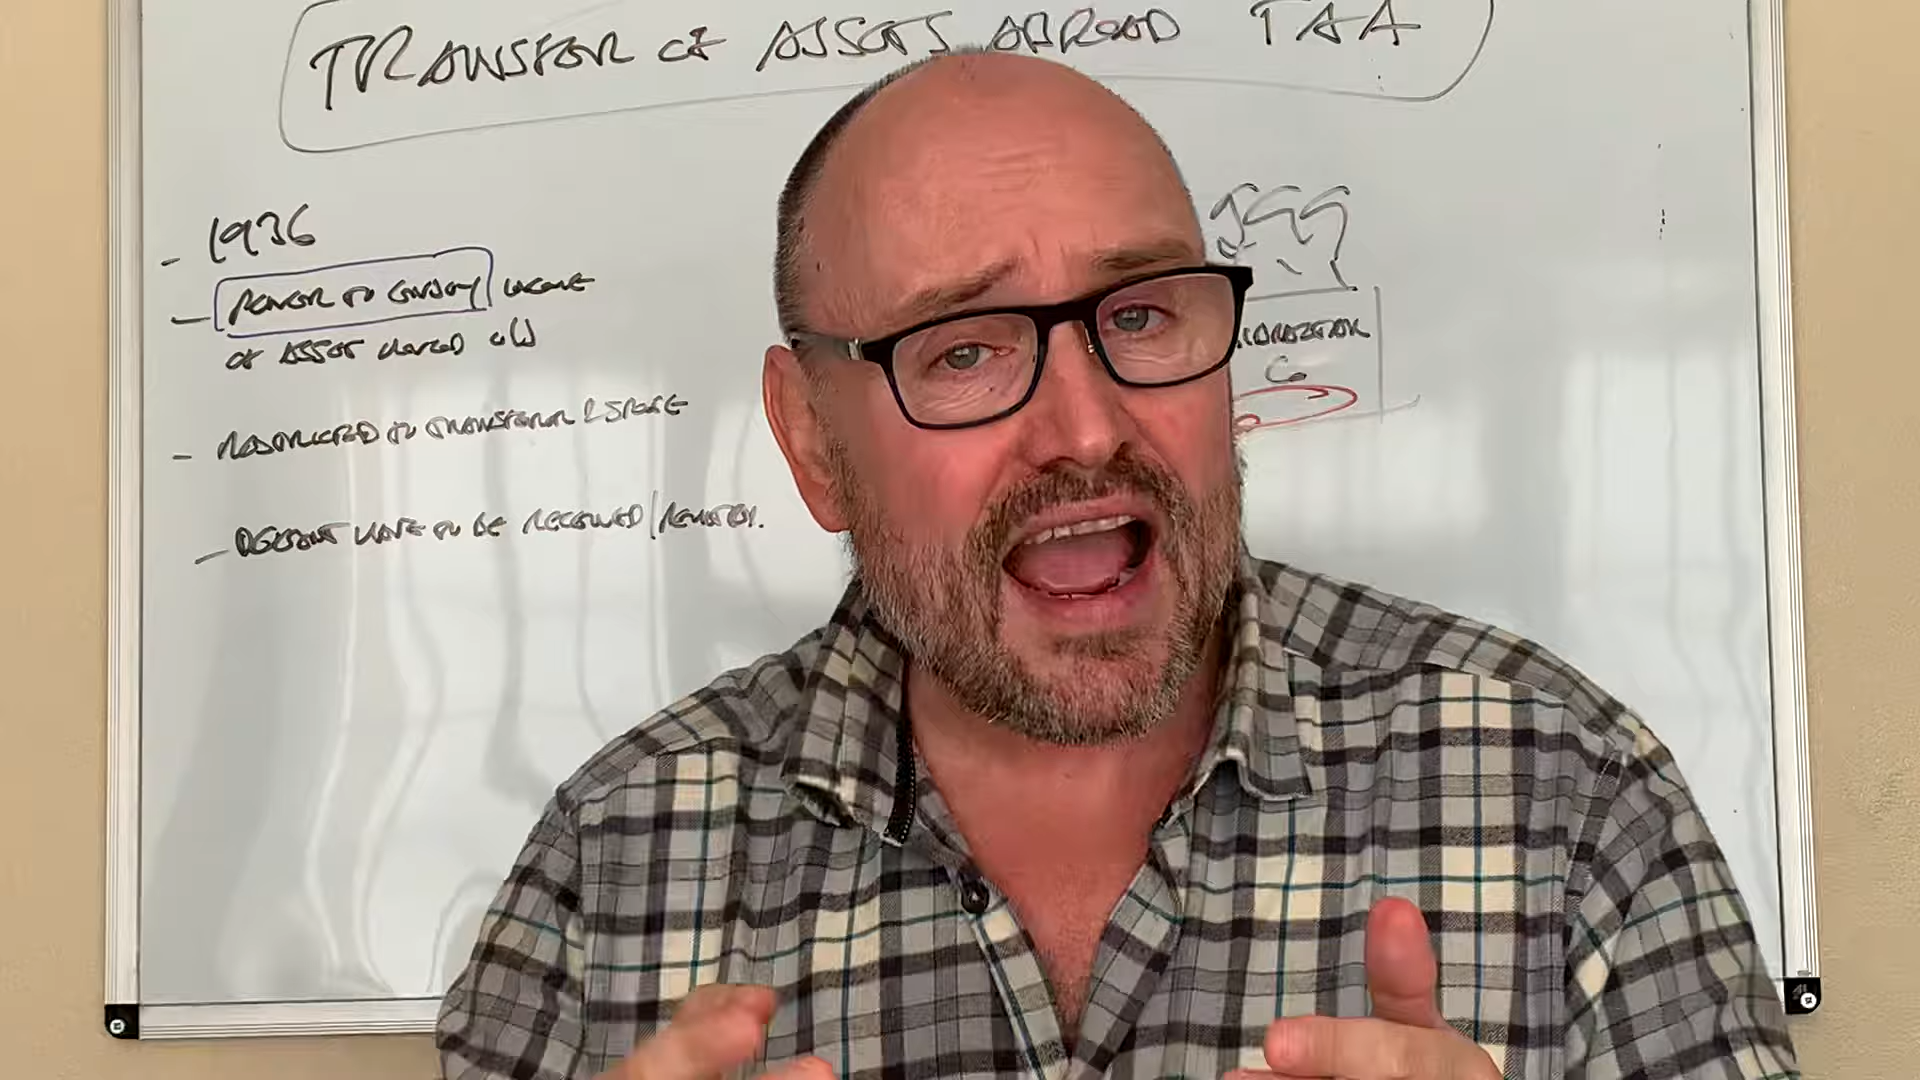 TRANSFER OF ASSETS ABROAD TAA
- 1936
- POWER TO ENJOY INCOME
OF ASSET MOVED O/S
- RESTRICTED TO TRANSFEROR & SPOUSE
- DOESN'T HAVE TO BE RECEIVED/REMITTED.
Co